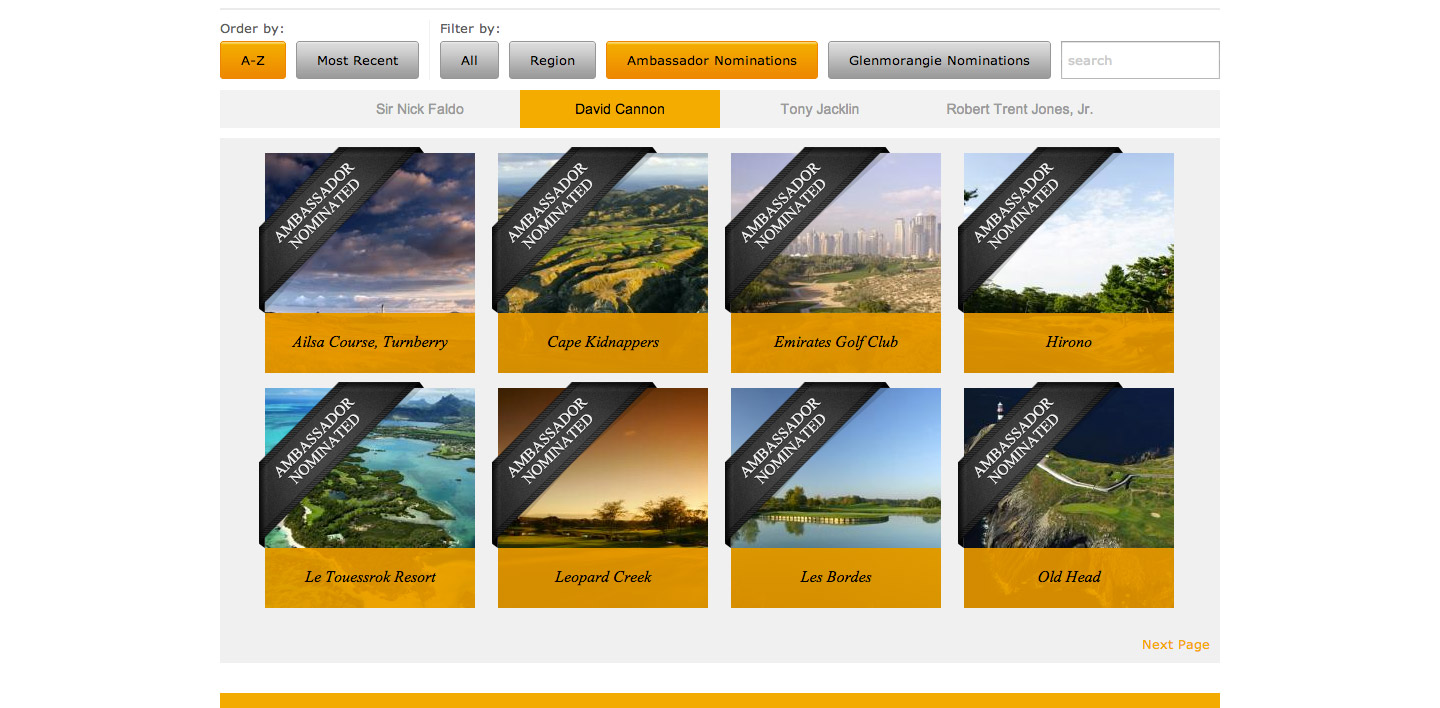 Order by:
Filter by:
A-Z
Most Recent
All
Region
Ambassador Nominations
Glenmorangie Nominations
search
Sir Nick Faldo
David Cannon
Tony Jacklin
Robert Trent Jones, Jr.
AMBASSADOR
NOMINATED
AMBASSADOR
NOMINATED
AMBASSADOR
NOMINATED
AMBASSADOR
NOMINATED
Ailsa Course, Turnberry
Cape Kidnappers
Emirates Golf Club
Hirono
AMBASSADOR
NOMINATED
AMBASSADOR
NOMINATED
AMBASSADOR
NOMINATED
AMBASSADOR
NOMINATED
Le Touessrok Resort
Leopard Creek
Les Bordes
Old Head
Next Page